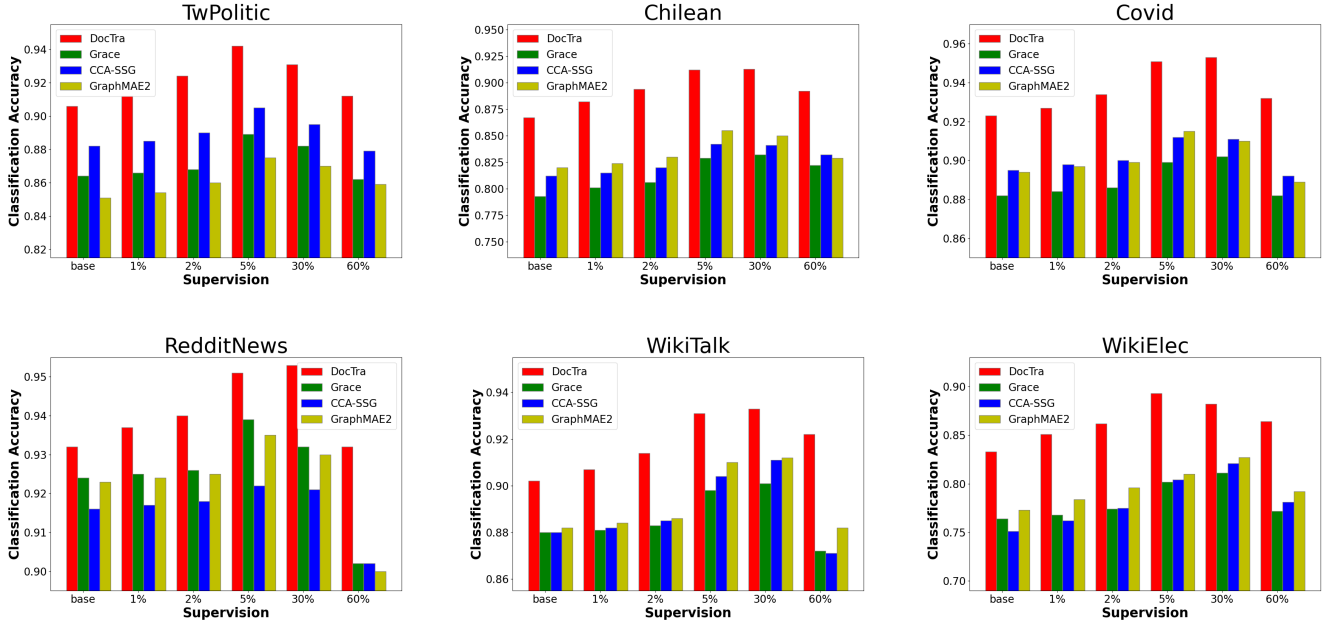 TwPolitic
Classification Accuracy
0.94
0.92
0.90
0.88
0.86
0.84
0.82
DocTra
Grace
CCA-SSG
GraphMAE2
base 1% 2% 5% 30% 60%
Supervision
Chilean
Classification Accuracy
0.950
0.925
0.900
0.875
0.850
0.825
0.800
0.775
0.750
DocTra
Grace
CCA-SSG
GraphMAE2
base 1% 2% 5% 30% 60%
Supervision
Covid
Classification Accuracy
0.96
0.94
0.92
0.90
0.88
0.86
DocTra
Grace
CCA-SSG
GraphMAE2
base 1% 2% 5% 30% 60%
Supervision
RedditNews
Classification Accuracy
0.95
0.94
0.93
0.92
0.91
0.90
DocTra
Grace
CCA-SSG
GraphMAE2
base 1% 2% 5% 30% 60%
Supervision
WikiTalk
Classification Accuracy
0.94
0.92
0.90
0.88
0.86
DocTra
Grace
CCA-SSG
GraphMAE2
base 1% 2% 5% 30% 60%
Supervision
WikiElec
Classification Accuracy
0.90
0.85
0.80
0.75
0.70
DocTra
Grace
CCA-SSG
GraphMAE2
base 1% 2% 5% 30% 60%
Supervision